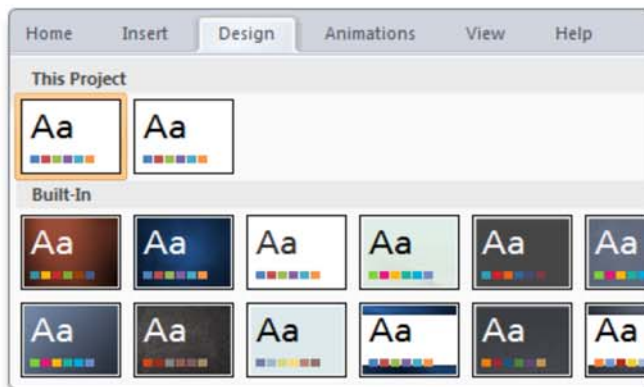 Home Insert Design Animations View Help
This Project
Aa Aa
Built-In
Aa Aa Aa Aa Aa Aa
Aa Aa Aa Aa Aa Aa